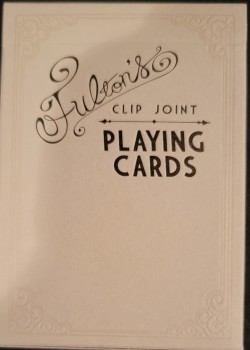 Fulton's
CLIP JOINT
PLAYING
CARDS